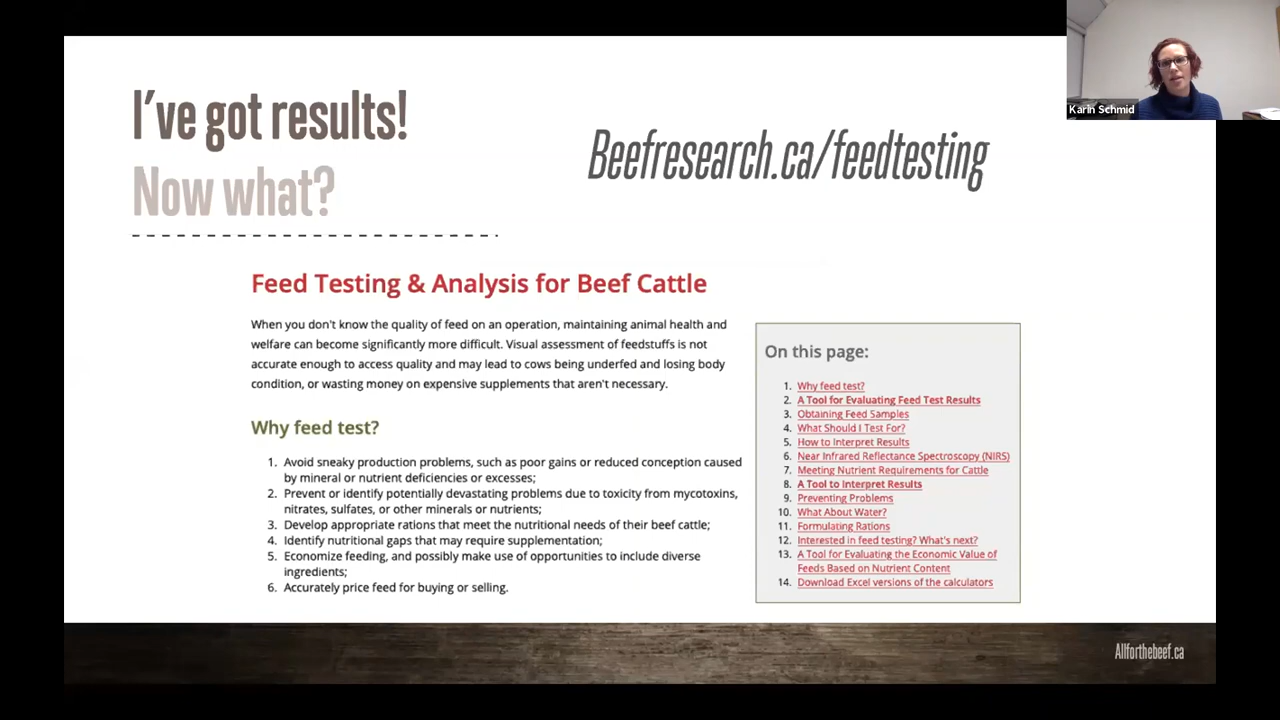 Karin Schmid
I've got results!
Now what?
Beefresearch.ca/feedtesting
Feed Testing & Analysis for Beef Cattle
When you don't know the quality of feed on an operation, maintaining animal health and
welfare can become significantly more difficult. Visual assessment of feedstuffs is not
accurate enough to access quality and may lead to cows being underfed and losing body
condition, or wasting money on expensive supplements that aren't necessary.
Why feed test?
1. Avoid sneaky production problems, such as poor gains or reduced conception caused
by mineral or nutrient deficiencies or excesses;
2. Prevent or identify potentially devastating problems due to toxicity from mycotoxins,
nitrates, sulfates, or other minerals or nutrients;
3. Develop appropriate rations that meet the nutritional needs of their beef cattle;
4. Identify nutritional gaps that may require supplementation;
5. Economize feeding, and possibly make use of opportunities to include diverse
ingredients;
6. Accurately price feed for buying or selling.
On this page:
1. Why feed test?
2. A Tool for Evaluating Feed Test Results
3. Obtaining Feed Samples
4. What Should I Test For?
5. How to Interpret Results
6. Near Infrared Reflectance Spectroscopy (NIRS)
7. Meeting Nutrient Requirements for Cattle
8. A Tool to Interpret Results
9. Preventing Problems
10. What About Water?
11. Formulating Rations
12. Interested in feed testing? What's next?
13. A Tool for Evaluating the Economic Value of
Feeds Based on Nutrient Content
14. Download Excel versions of the calculators
Allforthebeef.ca